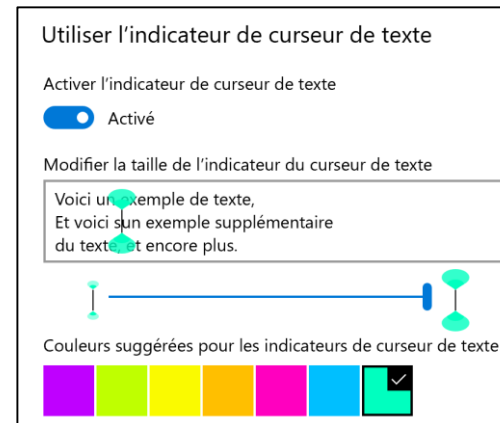 Utiliser l’indicateur de curseur de texte
Activer l’indicateur de curseur de texte
Activé
Modifier la taille de l’indicateur du curseur de texte
Voici un exemple de texte,
Et voici sun exemple supplémentaire
du texte, et encore plus.
Couleurs suggérées pour les indicateurs de curseur de texte